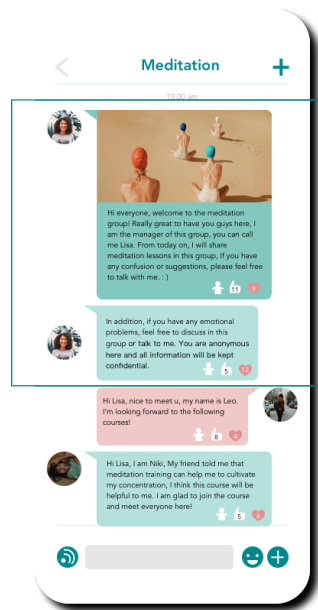 Meditation
10.00 am
Hi everyone, welcome to the meditation
group! Really great to have you guys here, I
am the manager of this group, you can call
me Lisa. From today on, I will share
meditation lessons in this group, If you have
any confusion or suggestions, please feel free
to talk with me. : )
11
In addition, if you have any emotional
problems, feel free to discuss in this
group or talk to me. You are anonymous
here and all information will be kept
confidential.
5 12
Hi Lisa, nice to meet u, my name is Leo.
I'm looking forward to the following
courses!
8
Hi Lisa, I am Niki, My friend told me that
meditation training can help me to cultivate
my concentration, I think this course will be
helpful to me. I am glad to join the course
and meet everyone here!
5